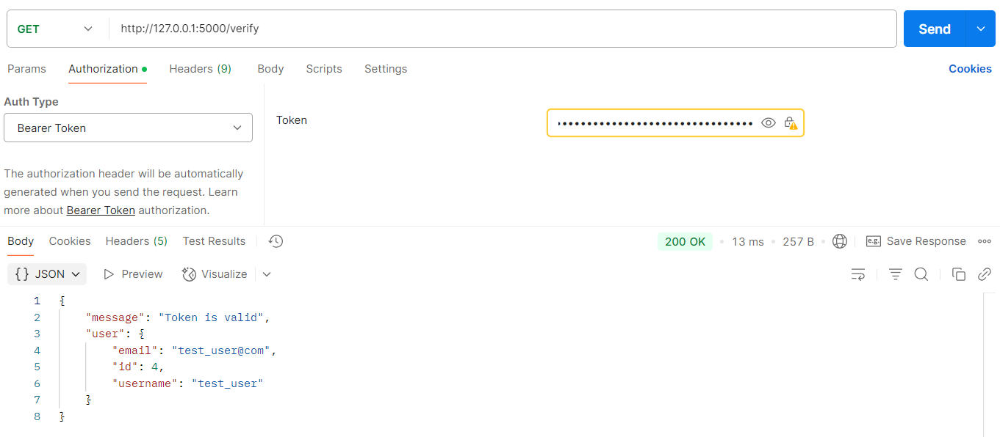 GET http://127.0.0.1:5000/verify Send
Params Authorization Headers (9) Body Scripts Settings Cookies
Auth Type
Bearer Token
Token
The authorization header will be automatically
generated when you send the request. Learn
more about Bearer Token authorization.
Body Cookies Headers (5) Test Results 200 OK • 13 ms • 257 B • e.g. Save Response
{} JSON Preview Visualize
1 {
2 "message": "Token is valid",
3 "user": {
4 "email": "test_user@com",
5 "id": 4,
6 "username": "test_user"
7 }
8 }